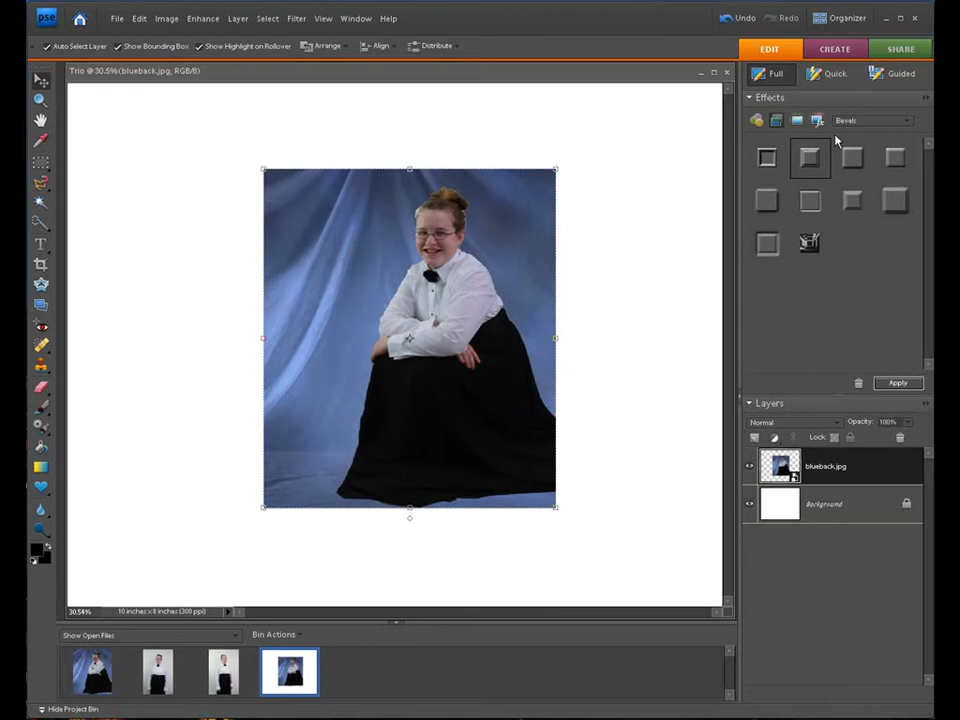 pse File Edit Image Enhance Layer Select Filter View Window Help Undo Redo Organizer
Auto Select Layer Show Bounding Box Show Highlight on Rollover Arrange Align Distribute EDIT CREATE SHARE
Trio @ 30.5% (blueback.jpg, RGB/8)
Full Quick Guided
Effects
Bevels
Apply
Layers
Normal Opacity: 100%
Lock:
blueback.jpg
Background
30.54% 10 inches x 8 inches (300 ppi)
Show Open Files Bin Actions
Hide Project Bin